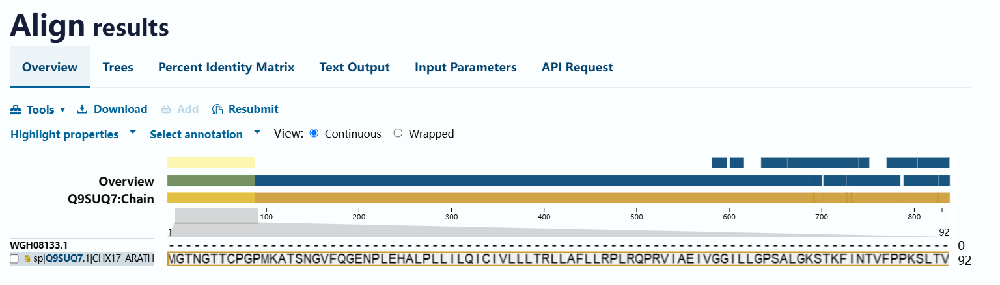 Align results
Overview Trees Percent Identity Matrix Text Output Input Parameters API Request
Tools Download Add Resubmit
Highlight properties Select annotation View: Continuous Wrapped
Overview
Q9SUQ7:Chain
100 200 300 400 500 600 700 800
1 92
WGH08133.1
------------------------------------------------------------------------------------------ 0
sp|Q9SUQ7.1|CHX17_ARATH MGTNGTTCPGPMKATSNGVFQGENPLEHALPLLILQICIVLLLTRLLAFLLRPLRQPRVIAEIVGGILLGPSALGKSTKFINTVFPPKSLTV 92